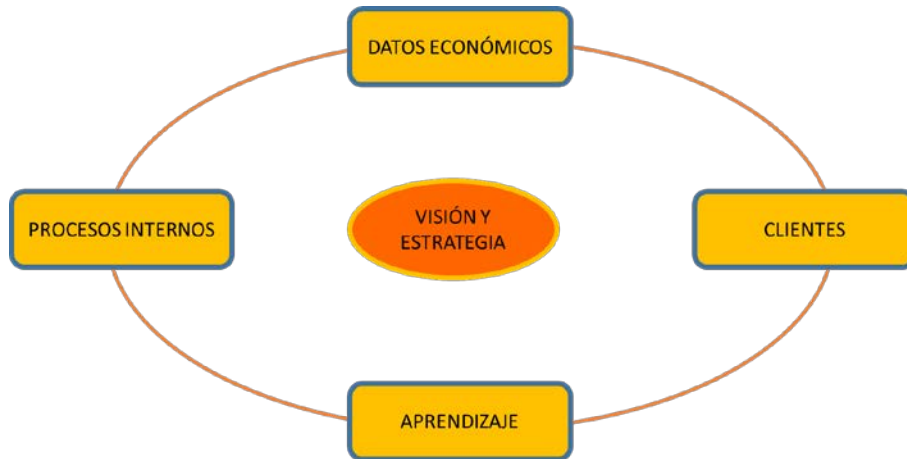 DATOS ECONÓMICOS
PROCESOS INTERNOS
VISIÓN Y
ESTRATEGIA
CLIENTES
APRENDIZAJE